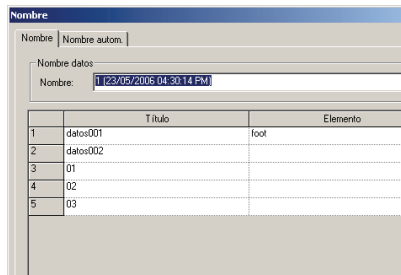 Nombre
Nombre Nombre autom.
Nombre datos
Nombre: 1 (23/05/2006 04:30:14 PM)
Título Elemento
1 datos001 foot
2 datos002
3 01
4 02
5 03